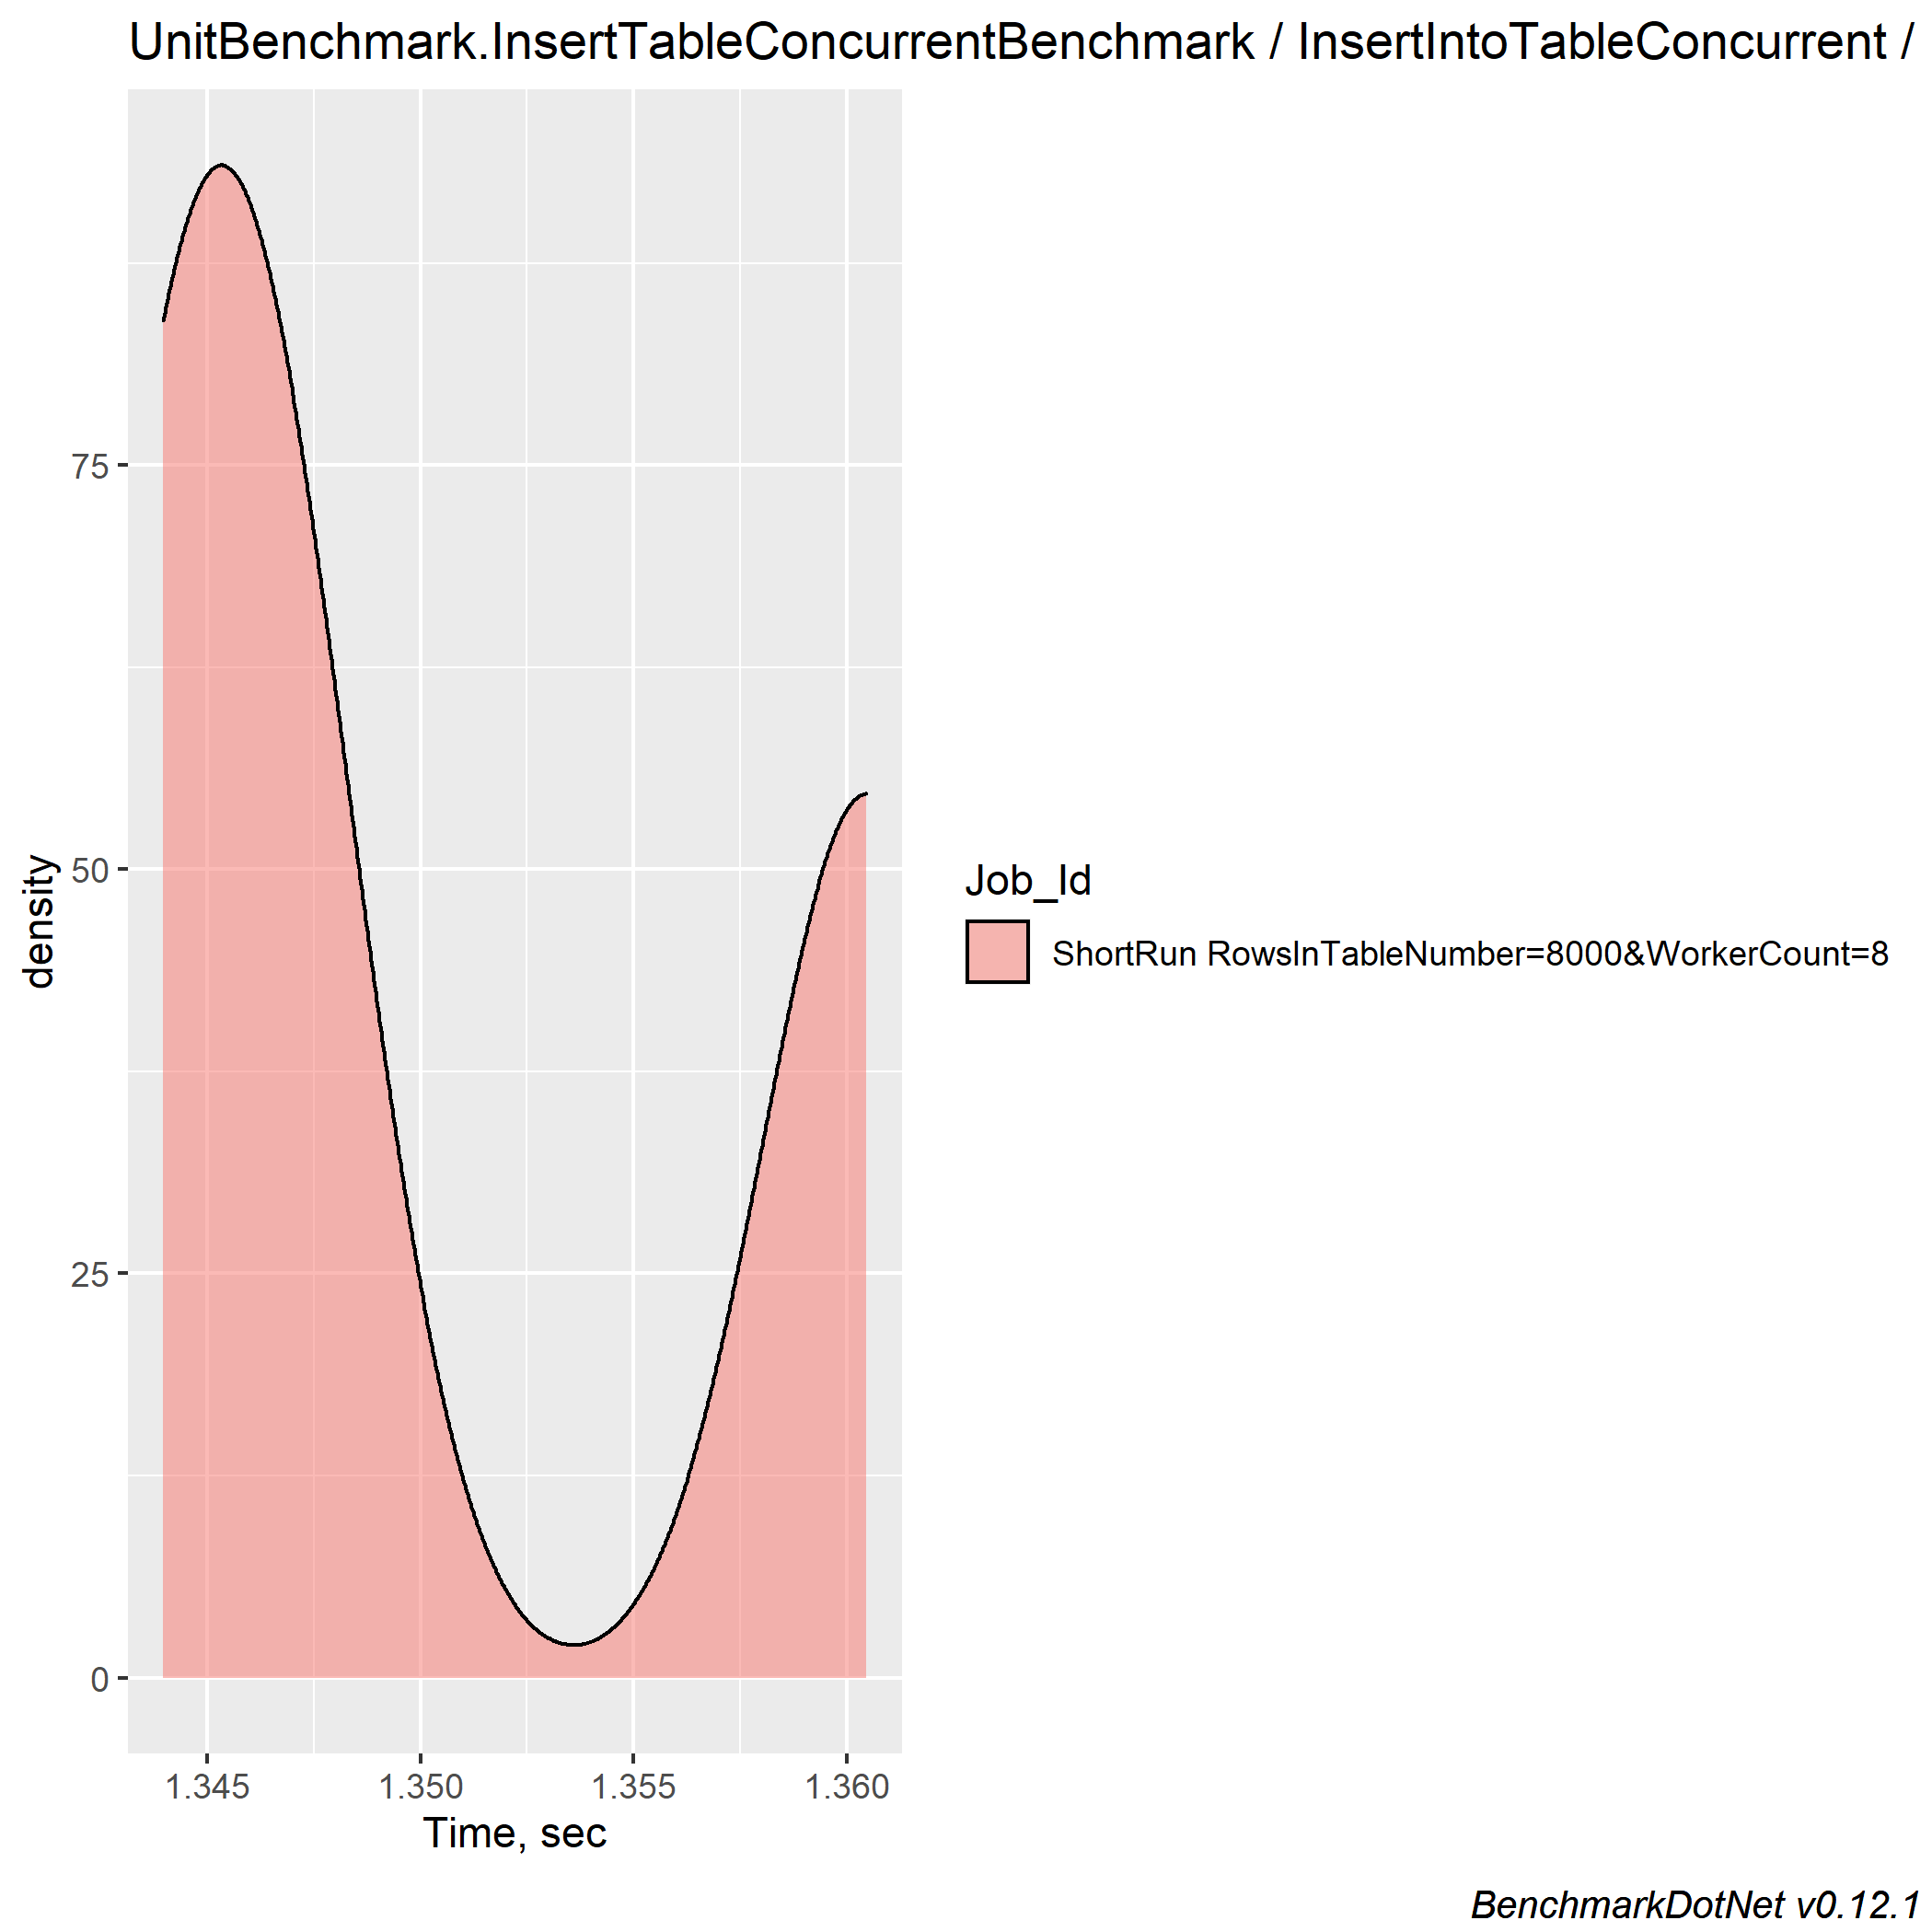 UnitBenchmark.InsertTableConcurrentBenchmark / InsertIntoTableConcurrent /
75
50
25
0
density
1.345 1.350 1.355 1.360
Time, sec
Job_Id
ShortRun RowsInTableNumber=8000&WorkerCount=8
BenchmarkDotNet v0.12.1